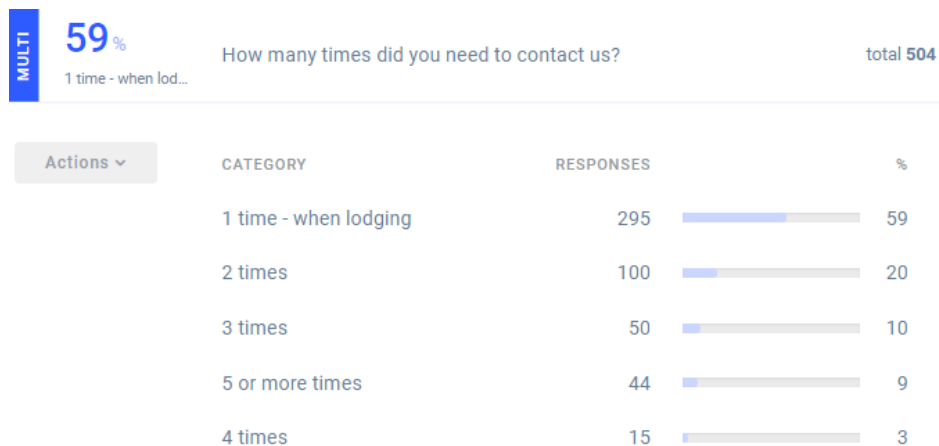 MULTI
59 %
1 time - when lod...
How many times did you need to contact us?
total 504
Actions
CATEGORY RESPONSES %
1 time - when lodging 295 59
2 times 100 20
3 times 50 10
5 or more times 44 9
4 times 15 3